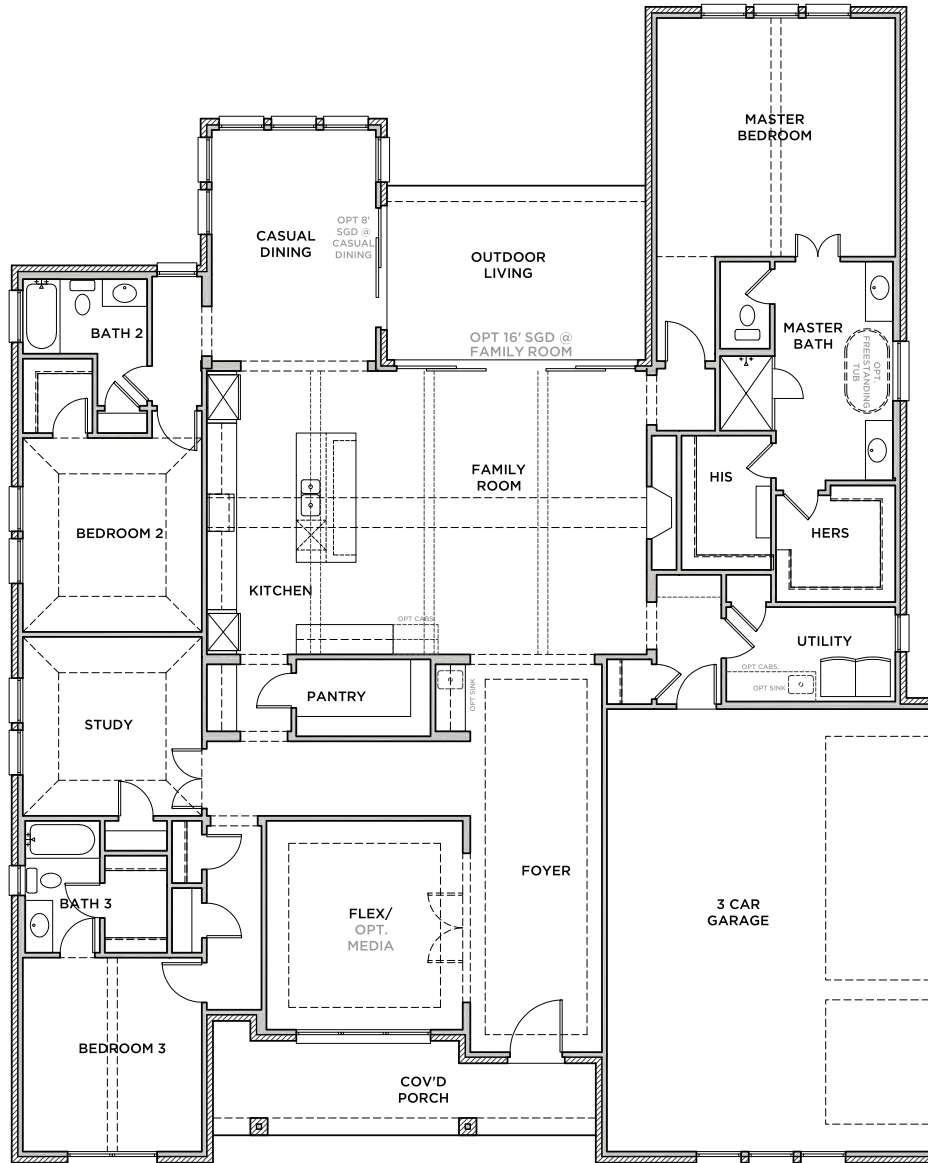 MASTER
BEDROOM
CASUAL
DINING
OPT 8'
SGD @
CASUAL
DINING
OUTDOOR
LIVING
BATH 2
MASTER
BATH
OPT.
FREESTANDING
TUB
OPT 16' SGD @
FAMILY ROOM
FAMILY
ROOM
HIS
BEDROOM 2
HERS
KITCHEN
OPT CABS.
UTILITY
OPT CABS.
OPT SINK
PANTRY
OPT SINK
STUDY
FOYER
BATH 3
FLEX/
OPT.
MEDIA
3 CAR
GARAGE
BEDROOM 3
COV'D
PORCH